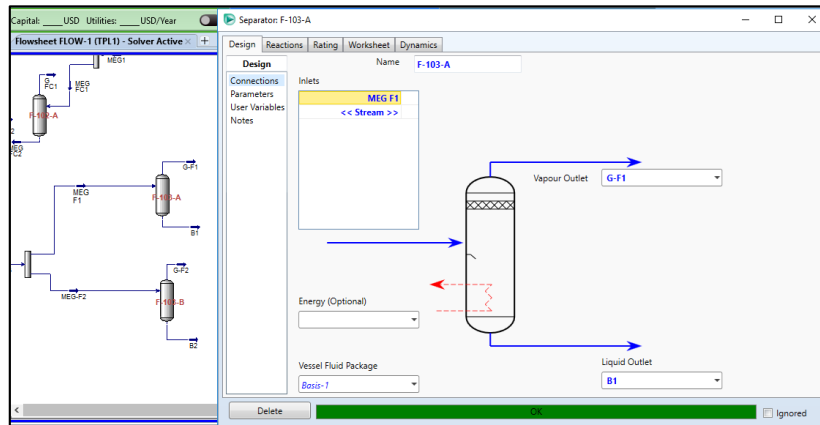 Capital: ____ USD Utilities: ____USD/Year
Flowsheet FLOW-1 (TPL1) - Solver Active × +
MEG1
G
FC1
MEG
FC1
F-102-A
MEG
FC2
G-F1
MEG
F1
F-103-A
B1
G-F2
MEG-F2
F-103-B
B2
<
Separator: F-103-A
Design Reactions Rating Worksheet Dynamics
Design
Connections
Parameters
User Variables
Notes
Name F-103-A
Inlets
MEG F1
<< Stream >>
Vapour Outlet G-F1
Energy (Optional)
Vessel Fluid Package
Basis-1
Liquid Outlet
B1
Delete OK Ignored